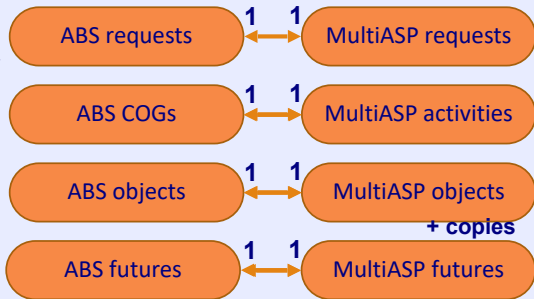 ABS requests 1 1 MultiASP requests
ABS COGs 1 1 MultiASP activities
ABS objects 1 1 MultiASP objects
+ copies
ABS futures 1 1 MultiASP futures